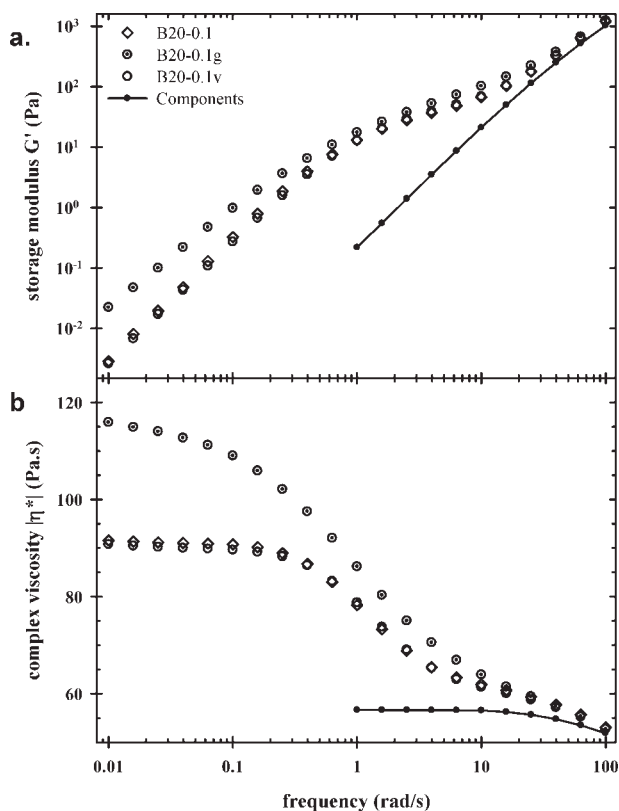 a.
B20-0.1
B20-0.1g
B20-0.1v
Components
storage modulus G' (Pa)
10³
10²
10¹
10⁰
10⁻¹
10⁻²
b
complex viscosity |η*| (Pa.s)
120
100
80
60
0.01 0.1 1 10 100
frequency (rad/s)